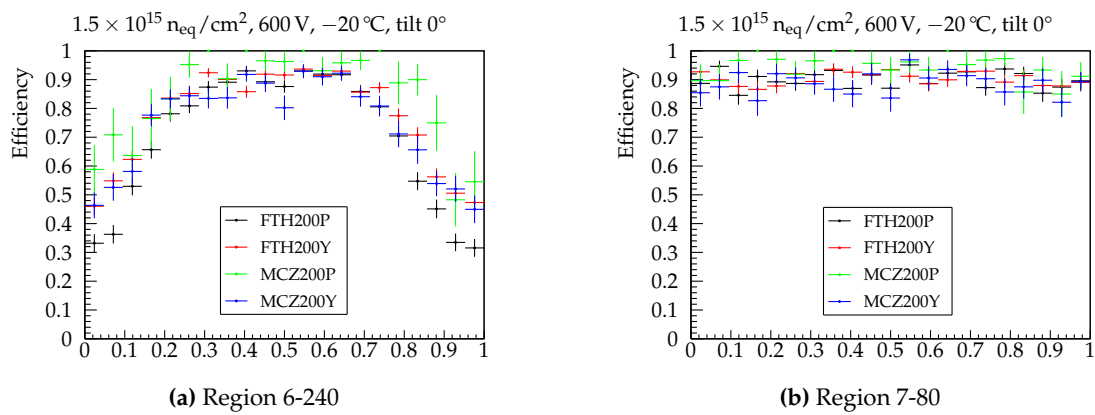 1.5 × 10¹⁵ n_eq/cm², 600 V, −20 °C, tilt 0°
Efficiency
1
0.9
0.8
0.7
0.6
0.5
0.4
0.3
0.2
0.1
0
FTH200P
FTH200Y
MCZ200P
MCZ200Y
0 0.1 0.2 0.3 0.4 0.5 0.6 0.7 0.8 0.9 1
(a) Region 6-240
1.5 × 10¹⁵ n_eq/cm², 600 V, −20 °C, tilt 0°
Efficiency
1
0.9
0.8
0.7
0.6
0.5
0.4
0.3
0.2
0.1
0
FTH200P
FTH200Y
MCZ200P
MCZ200Y
0 0.1 0.2 0.3 0.4 0.5 0.6 0.7 0.8 0.9 1
(b) Region 7-80